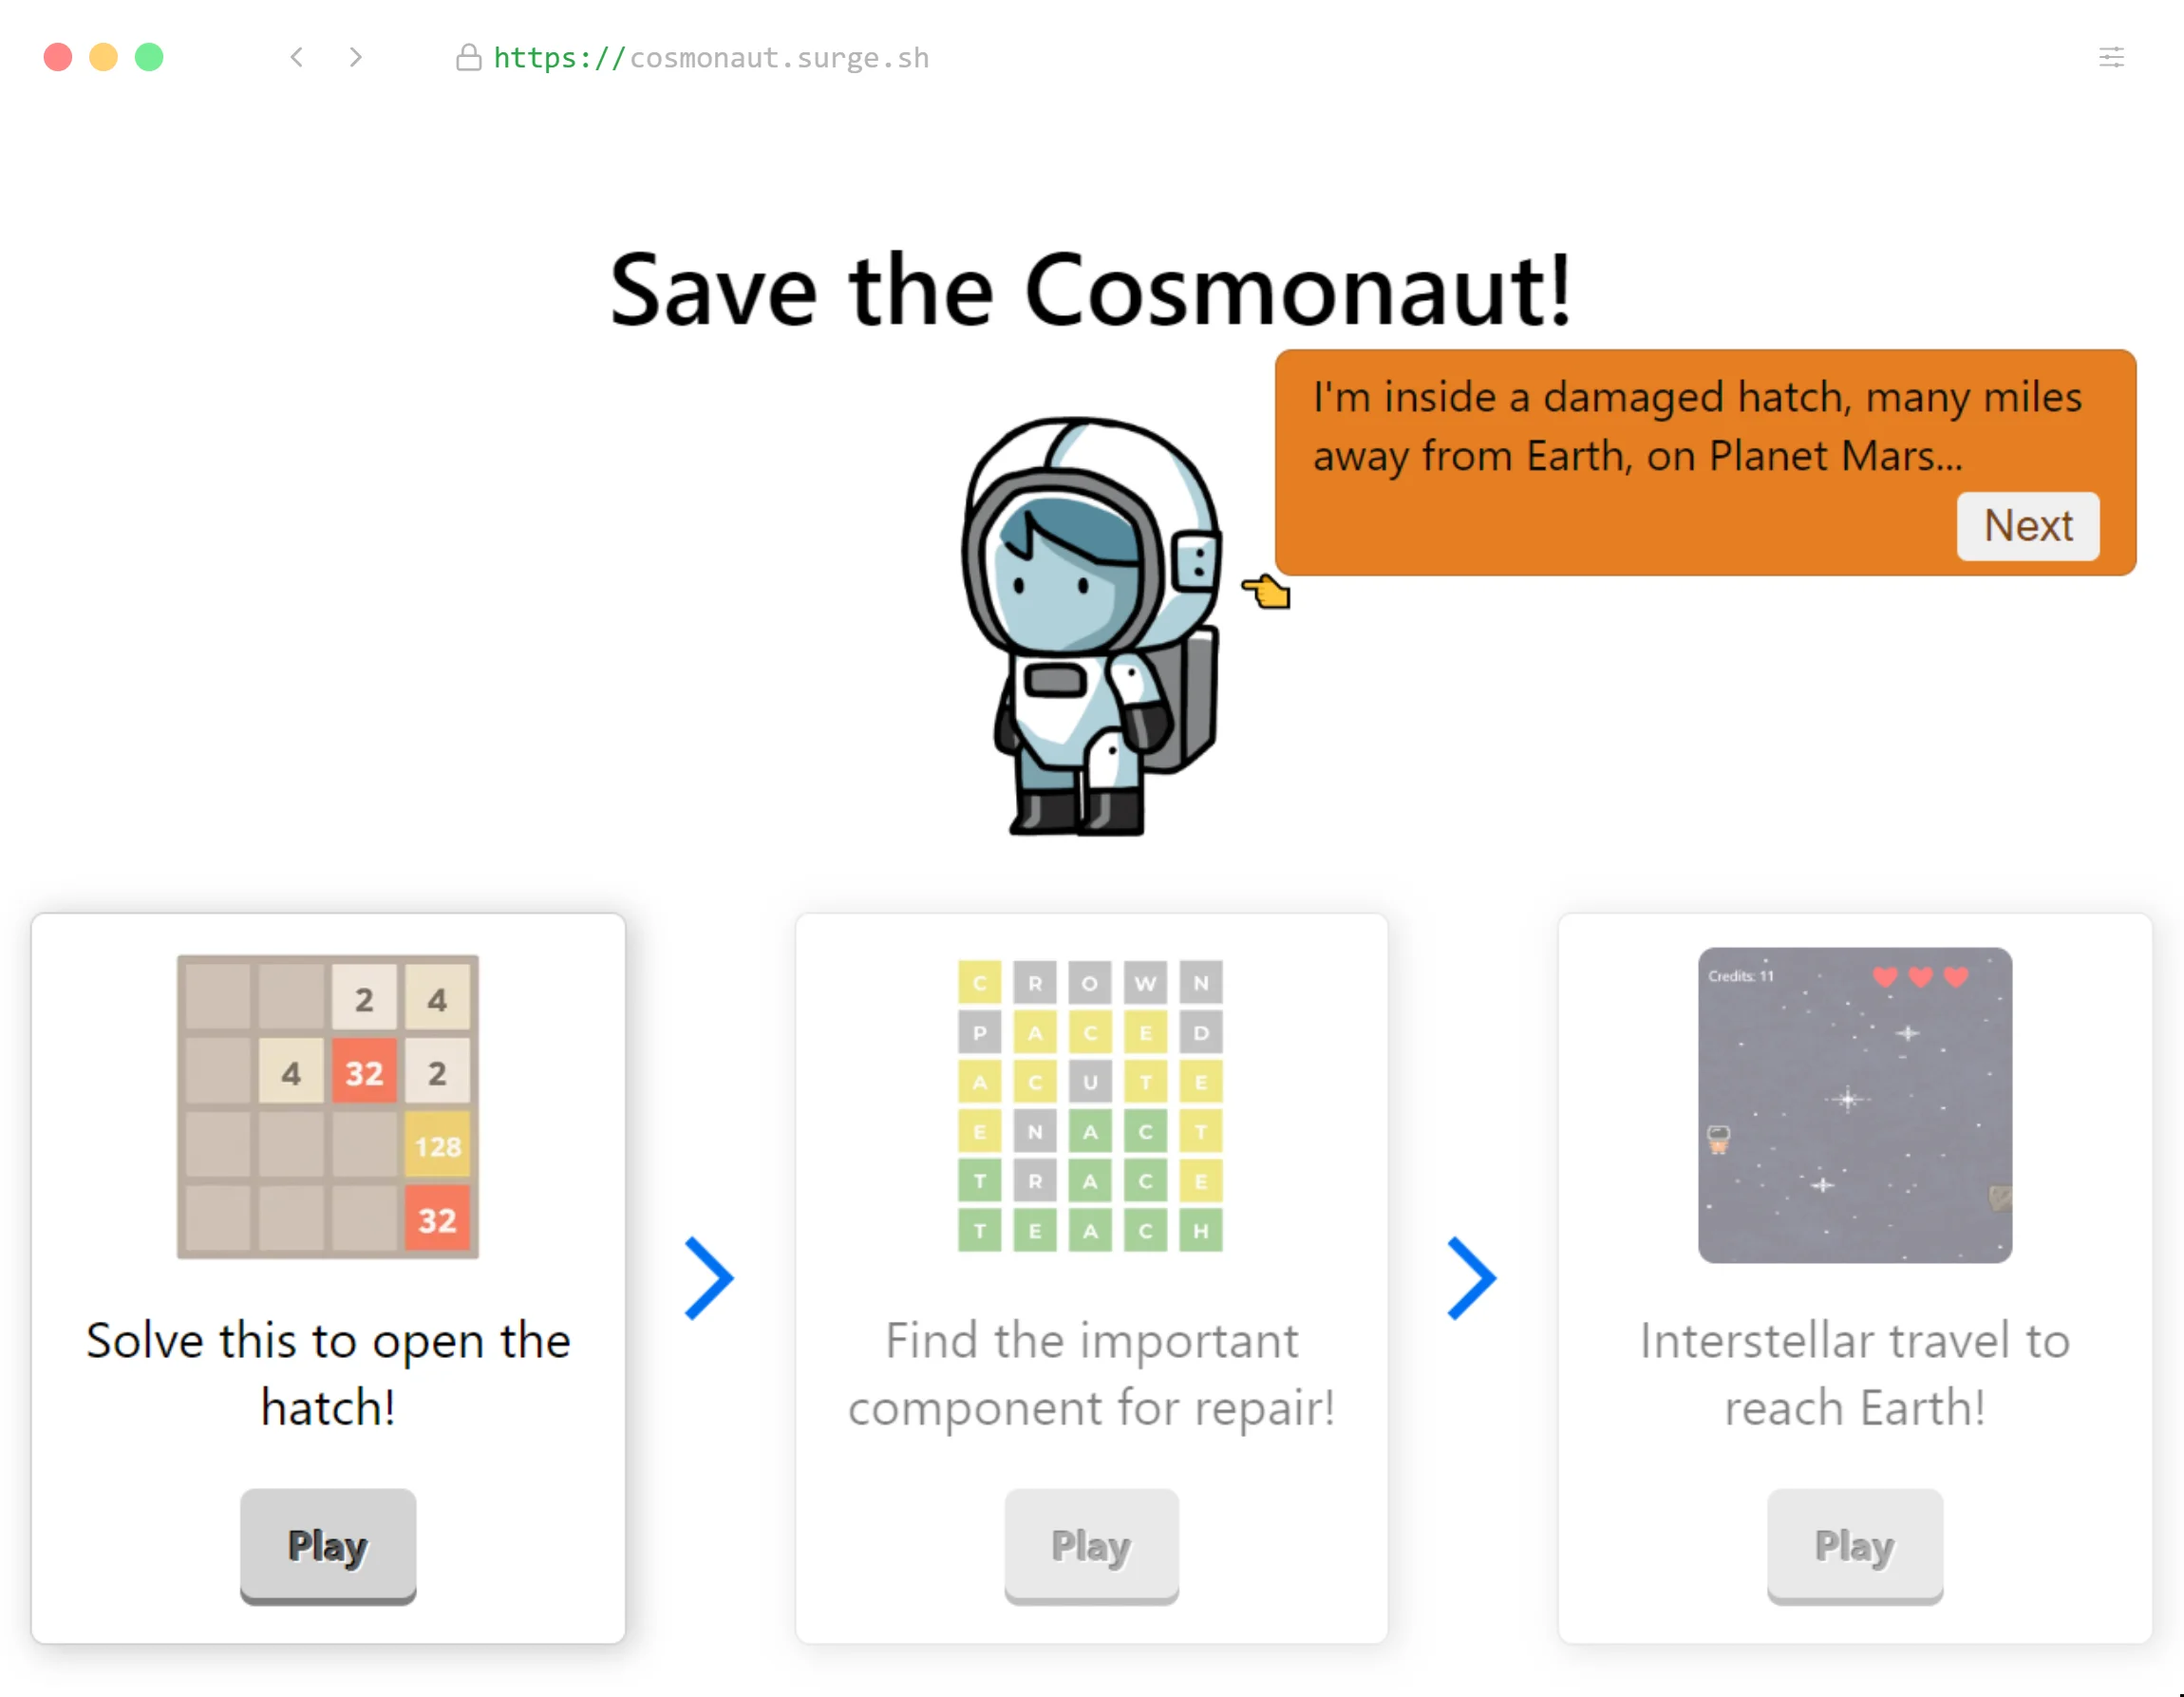 https://cosmonaut.surge.sh
Save the Cosmonaut!
I'm inside a damaged hatch, many miles
away from Earth, on Planet Mars...
Next
2 4
4 32 2
128
32
Solve this to open the
hatch!
Play
C R O W N
P A C E D
A C U T E
E N A C T
T R A C E
T E A C H
Find the important
component for repair!
Play
Credits: 11
Interstellar travel to
reach Earth!
Play